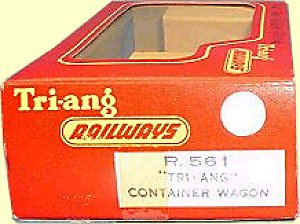 Tri-ang
RAILWAYS
R. 561
"TRI-ANG"
CONTAINER WAGON